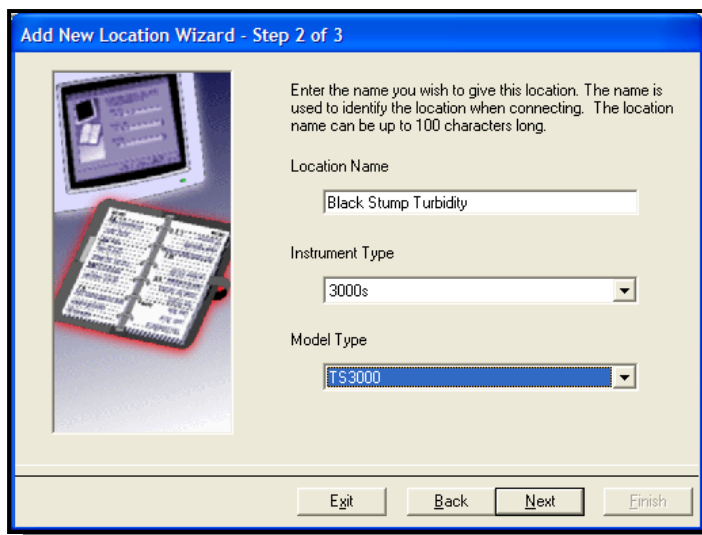 Add New Location Wizard - Step 2 of 3
Enter the name you wish to give this location. The name is
used to identify the location when connecting. The location
name can be up to 100 characters long.
Location Name
Black Stump Turbidity
Instrument Type
3000s
Model Type
TS3000
Exit
Back
Next
Finish